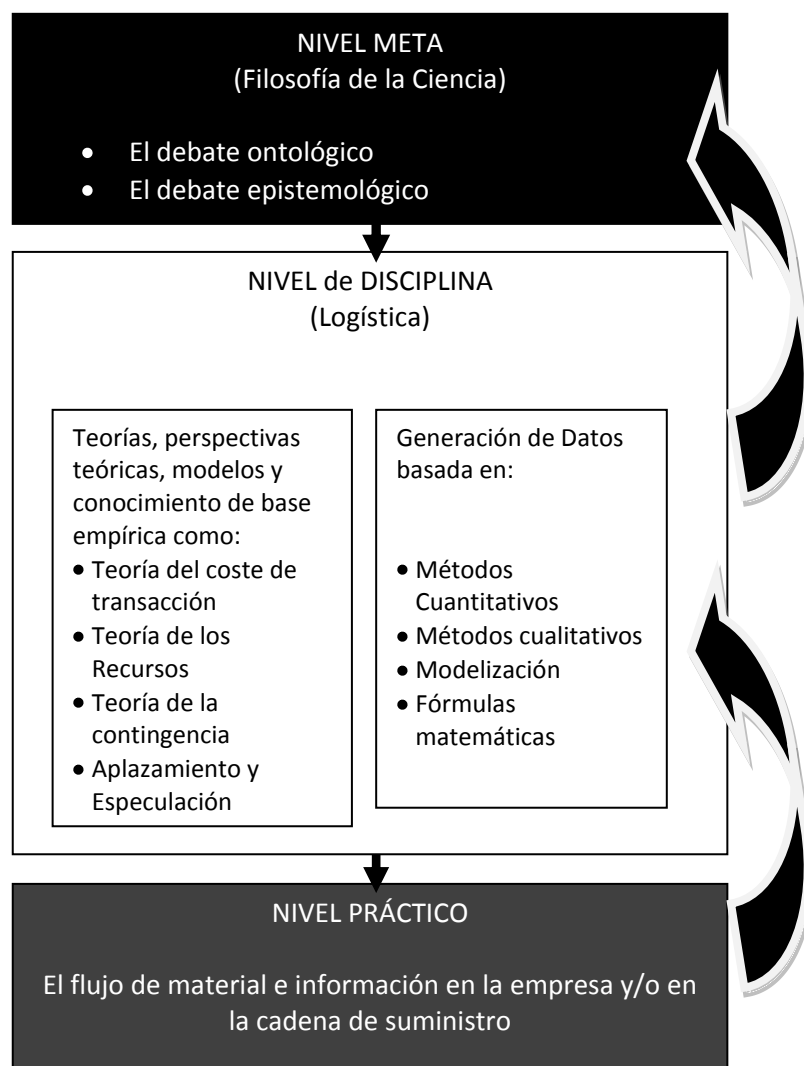 NIVEL META
(Filosofía de la Ciencia)
• El debate ontológico
• El debate epistemológico
NIVEL de DISCIPLINA
(Logística)
Teorías, perspectivas
teóricas, modelos y
conocimiento de base
empírica como:
• Teoría del coste de
transacción
• Teoría de los
Recursos
• Teoría de la
contingencia
• Aplazamiento y
Especulación
Generación de Datos
basada en:
• Métodos
Cuantitativos
• Métodos cualitativos
• Modelización
• Fórmulas
matemáticas
NIVEL PRÁCTICO
El flujo de material e información en la empresa y/o en
la cadena de suministro